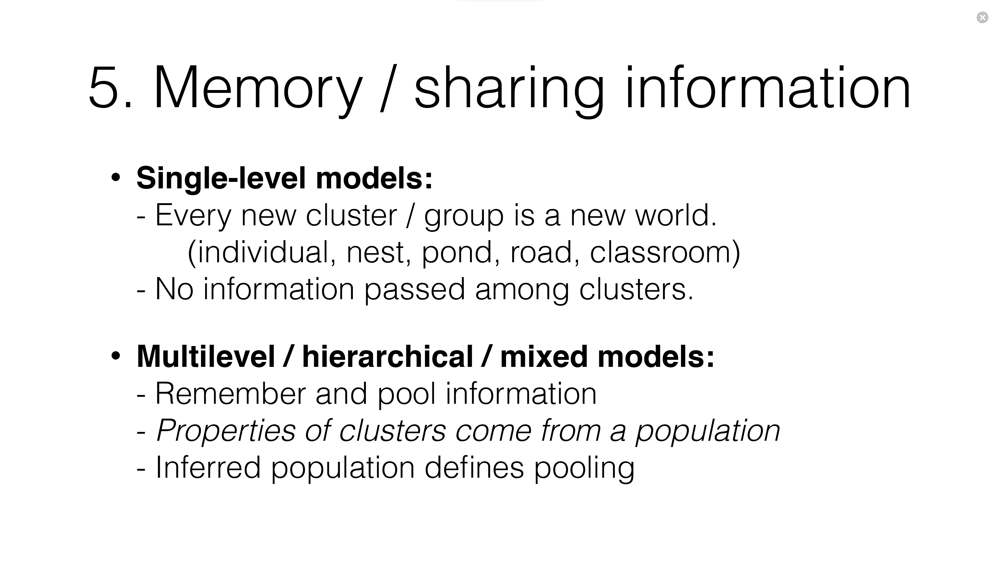 5. Memory / sharing information
• Single-level models:
- Every new cluster / group is a new world.
(individual, nest, pond, road, classroom)
- No information passed among clusters.
• Multilevel / hierarchical / mixed models:
- Remember and pool information
- Properties of clusters come from a population
- Inferred population defines pooling